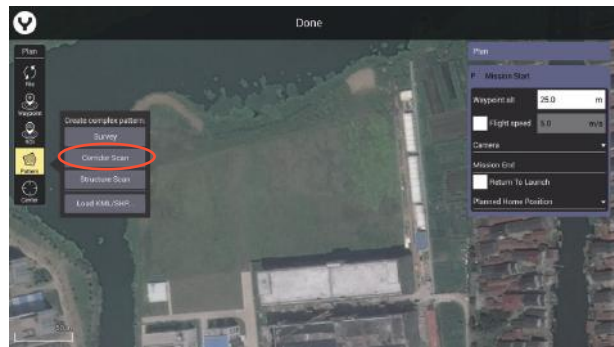 Done
Plan
File
Waypoint
ROI
Pattern
Center
Create complex pattern:
Survey
Corridor Scan
Structure Scan
Load KML/SHP...
Plan
Mission Start
Waypoint alt 25.0 m
Flight speed 5.0 m/s
Camera
Mission End
Return To Launch
Planned Home Position